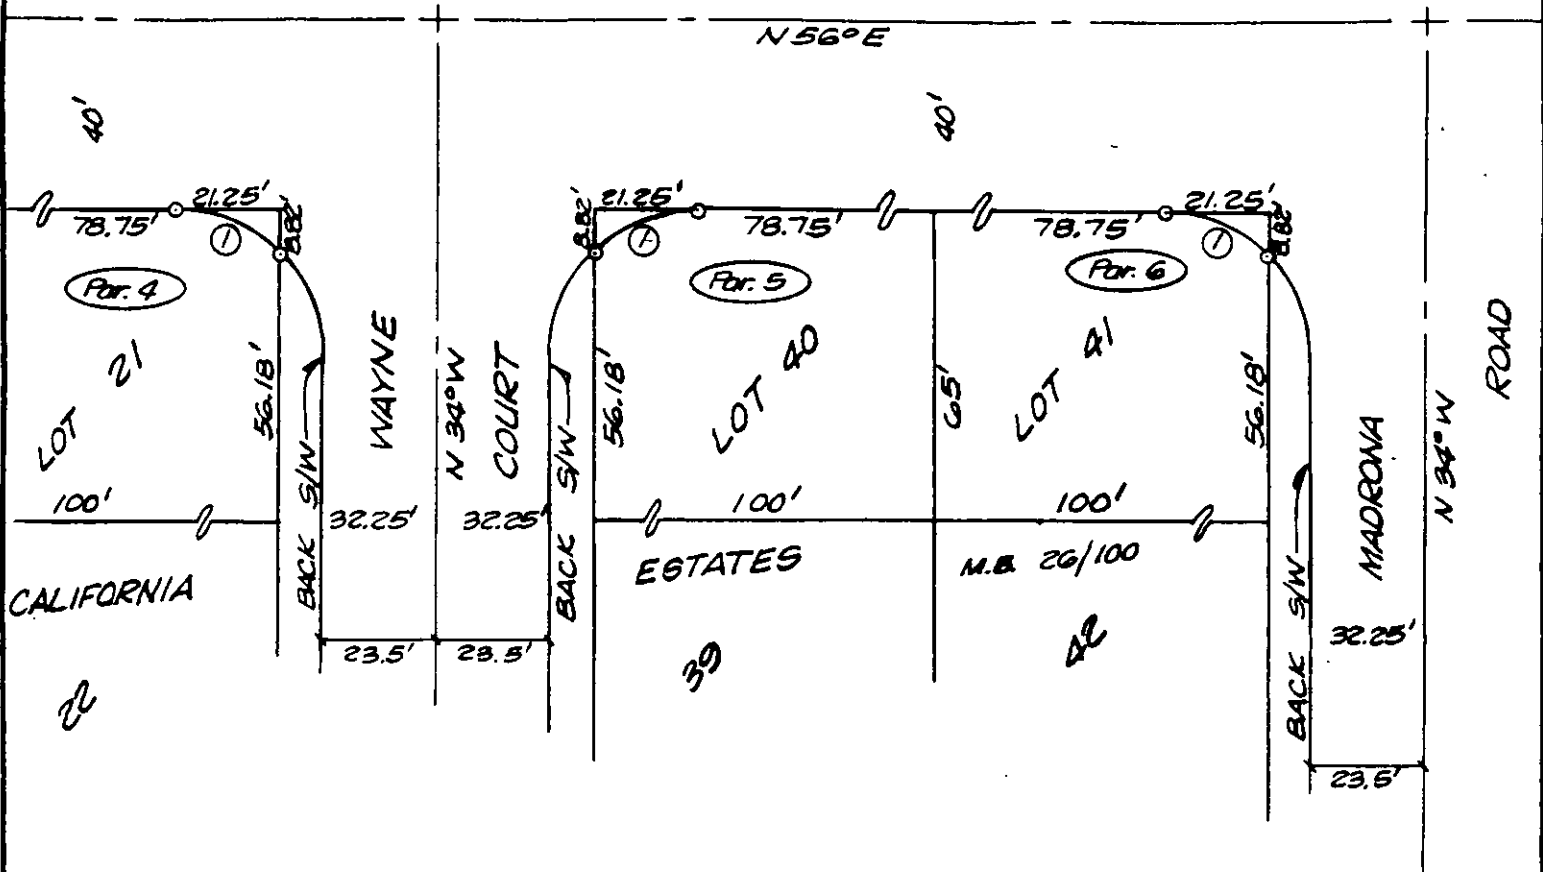 N 56° E
40'
40'
21.25'
8.82'
78.75'
1
Par. 4
LOT 21
56.18'
100'
BACK S/W
WAYNE COURT
N 34° W
32.25'
32.25'
23.5'
23.5'
8.82'
21.25'
78.75'
1
Par. 5
LOT 40
56.18'
BACK S/W
100'
65'
21.25'
8.82'
78.75'
1
Par. 6
LOT 41
56.18'
100'
BACK S/W
MADRONA ROAD
N 34° W
32.25'
23.5'
CALIFORNIA ESTATES M.B. 26/100
22
39
42